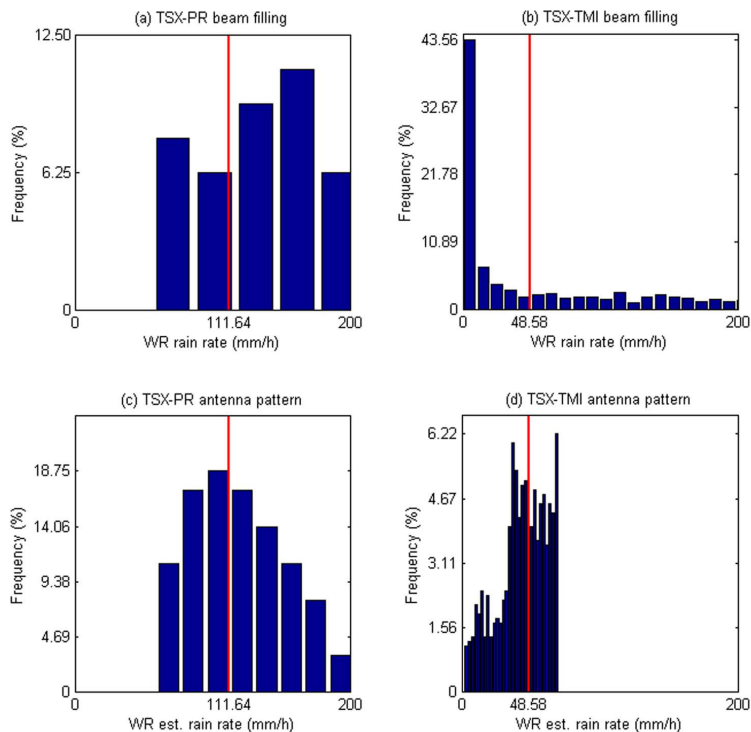 (a) TSX-PR beam filling
12.50
6.25
0
Frequency (%)
0 111.64 200
WR rain rate (mm/h)
(b) TSX-TMI beam filling
43.56
32.67
21.78
10.89
0
Frequency (%)
0 48.58 200
WR rain rate (mm/h)
(c) TSX-PR antenna pattern
18.75
14.06
9.38
4.69
0
Frequency (%)
0 111.64 200
WR est. rain rate (mm/h)
(d) TSX-TMI antenna pattern
6.22
4.67
3.11
1.56
0
Frequency (%)
0 48.58 200
WR est. rain rate (mm/h)